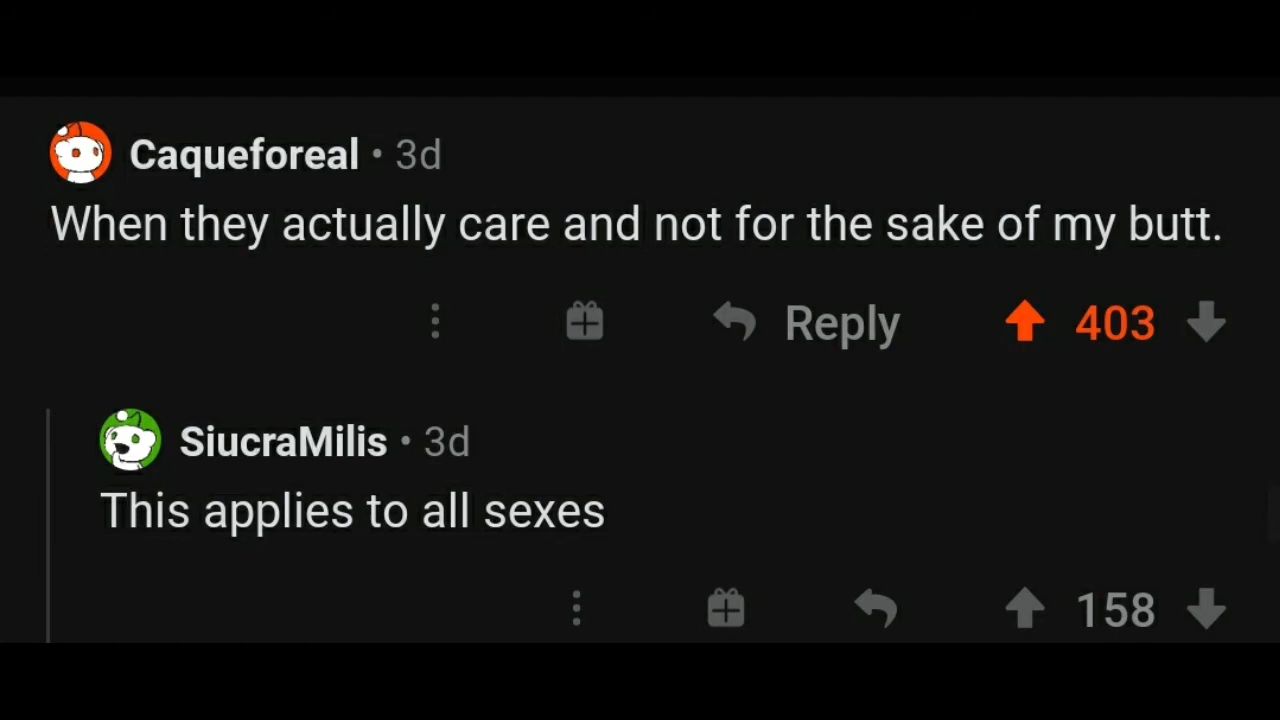 Caqueforeal • 3d
When they actually care and not for the sake of my butt.
Reply 403
SiucraMilis • 3d
This applies to all sexes
158